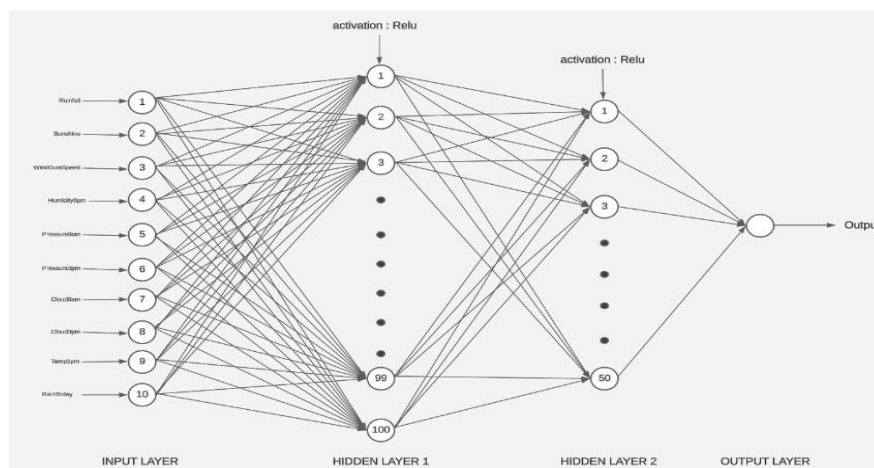 activation : Relu
activation : Relu
Rainfall
1
Sunshine
2
WindGustSpeed
3
Humidity3pm
4
Pressure9am
5
Pressure3pm
6
Cloud9am
7
Cloud3pm
8
Temp3pm
9
RainToday
10
1
2
3
99
100
1
2
3
50
Output
INPUT LAYER
HIDDEN LAYER 1
HIDDEN LAYER 2
OUTPUT LAYER